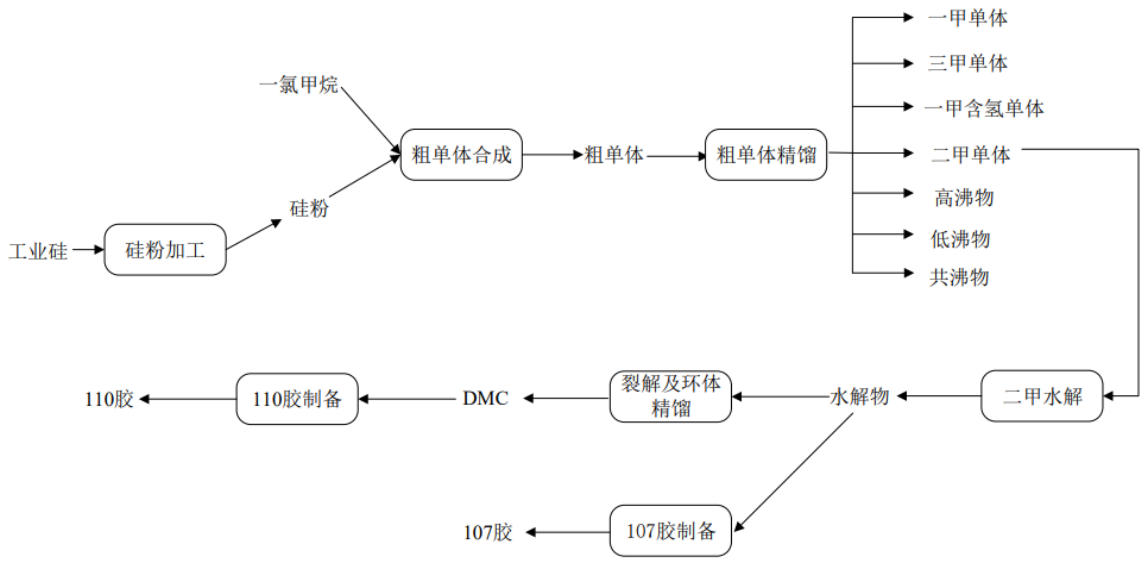 一甲单体
三甲单体
一氯甲烷
一甲含氢单体
粗单体合成
粗单体
粗单体精馏
二甲单体
硅粉
高沸物
工业硅
硅粉加工
低沸物
共沸物
110胶
110胶制备
DMC
裂解及环体
精馏
水解物
二甲水解
107胶
107胶制备